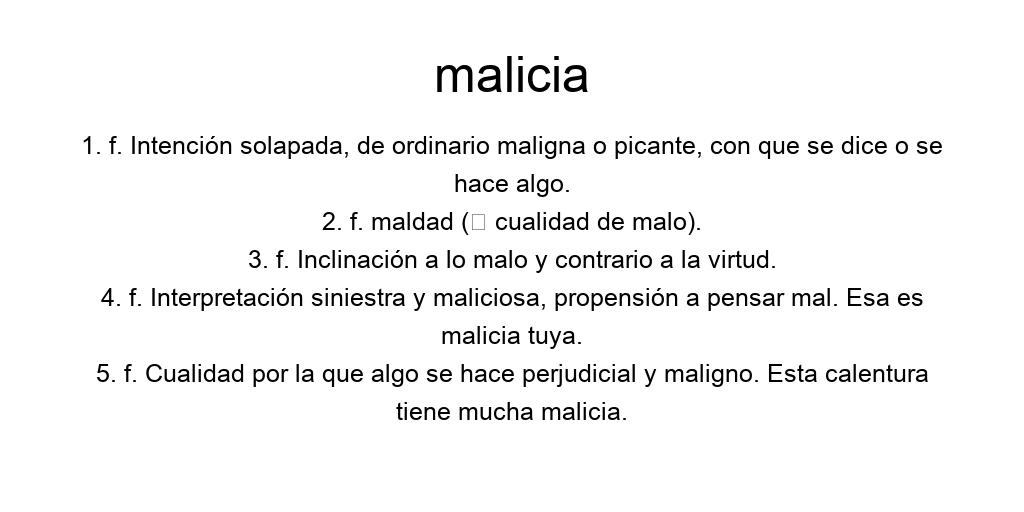 malicia
1. f. Intención solapada, de ordinario maligna o picante, con que se dice o se
hace algo.
2. f. maldad (□ cualidad de malo).
3. f. Inclinación a lo malo y contrario a la virtud.
4. f. Interpretación siniestra y maliciosa, propensión a pensar mal. Esa es
malicia tuya.
5. f. Cualidad por la que algo se hace perjudicial y maligno. Esta calentura
tiene mucha malicia.